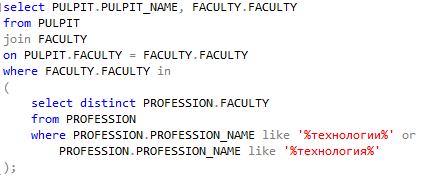 select PULPIT.PULPIT_NAME, FACULTY.FACULTY
from PULPIT
join FACULTY
on PULPIT.FACULTY = FACULTY.FACULTY
where FACULTY.FACULTY in
(
select distinct PROFESSION.FACULTY
from PROFESSION
where PROFESSION.PROFESSION_NAME like '%технологии%' or
PROFESSION.PROFESSION_NAME like '%технология%'
);